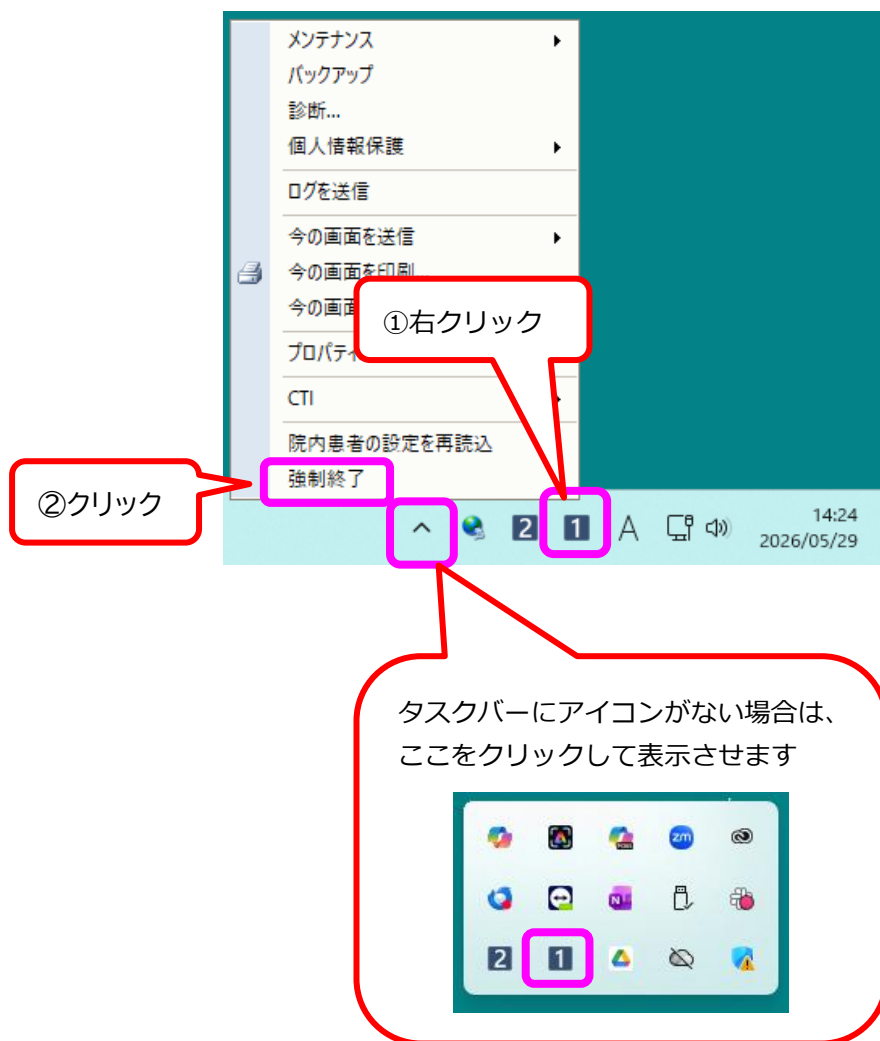 メンテナンス
バックアップ
診断...
個人情報保護
ログを送信
今の画面を送信
今の画面を印刷...
今の画面
①右クリック
プロパティ
CTI
院内患者の設定を再読込
強制終了
②クリック
2 1 A
14:24
2026/05/29
タスクバーにアイコンがない場合は、
ここをクリックして表示させます
zm
N
2 1